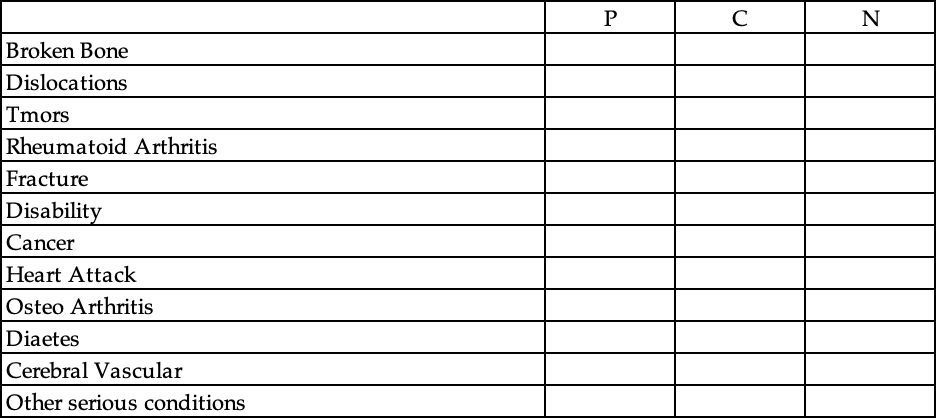 P C N
Broken Bone
Dislocations
Tmors
Rheumatoid Arthritis
Fracture
Disability
Cancer
Heart Attack
Osteo Arthritis
Diaetes
Cerebral Vascular
Other serious conditions